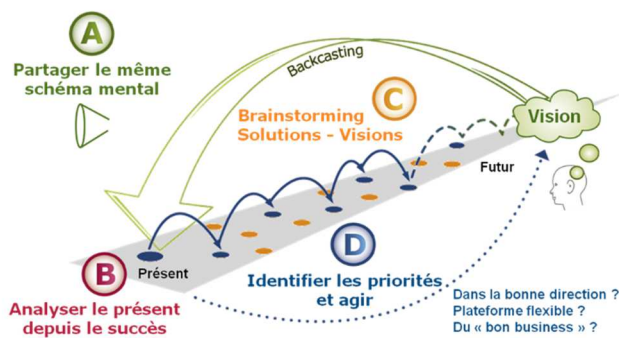 A
Partager le même
schéma mental
Backcasting
C
Brainstorming
Solutions - Visions
Vision
Futur
D
Identifier les priorités
et agir
Présent
B
Analyser le présent
depuis le succès
Dans la bonne direction ?
Plateforme flexible ?
Du « bon business » ?